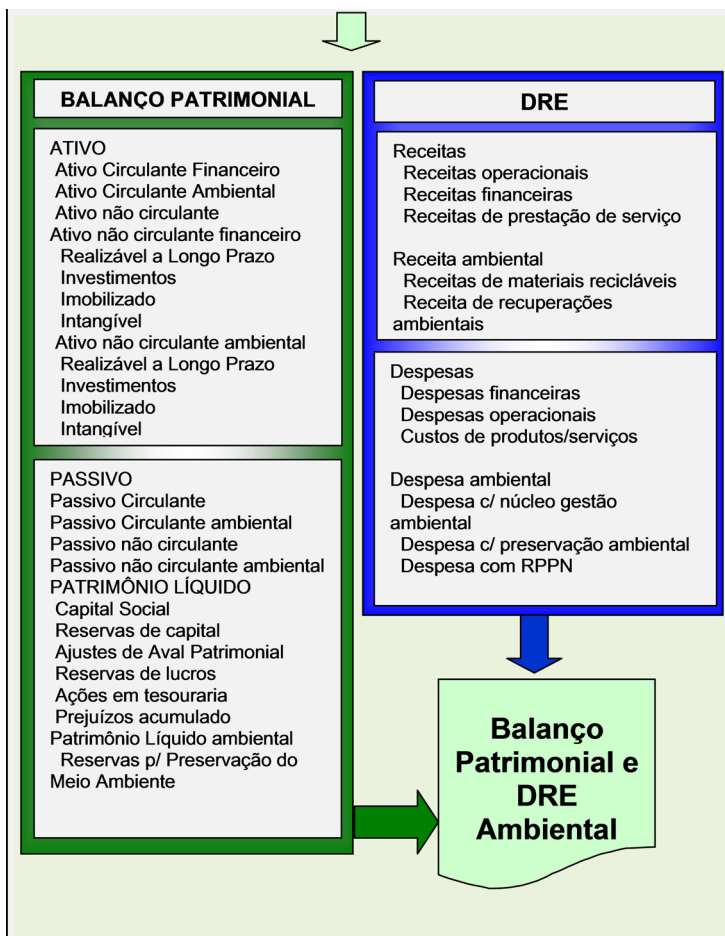 BALANÇO PATRIMONIAL
ATIVO
Ativo Circulante Financeiro
Ativo Circulante Ambiental
Ativo não circulante
Ativo não circulante financeiro
Realizável a Longo Prazo
Investimentos
Imobilizado
Intangível
Ativo não circulante ambiental
Realizável a Longo Prazo
Investimentos
Imobilizado
Intangível
PASSIVO
Passivo Circulante
Passivo Circulante ambiental
Passivo não circulante
Passivo não circulante ambiental
PATRIMÔNIO LÍQUIDO
Capital Social
Reservas de capital
Ajustes de Aval Patrimonial
Reservas de lucros
Ações em tesouraria
Prejuízos acumulado
Patrimônio Líquido ambiental
Reservas p/ Preservação do
Meio Ambiente
DRE
Receitas
Receitas operacionais
Receitas financeiras
Receitas de prestação de serviço
Receita ambiental
Receitas de materiais recicláveis
Receita de recuperações
ambientais
Despesas
Despesas financeiras
Despesas operacionais
Custos de produtos/serviços
Despesa ambiental
Despesa c/ núcleo gestão
ambiental
Despesa c/ preservação ambiental
Despesa com RPPN
Balanço
Patrimonial e
DRE
Ambiental